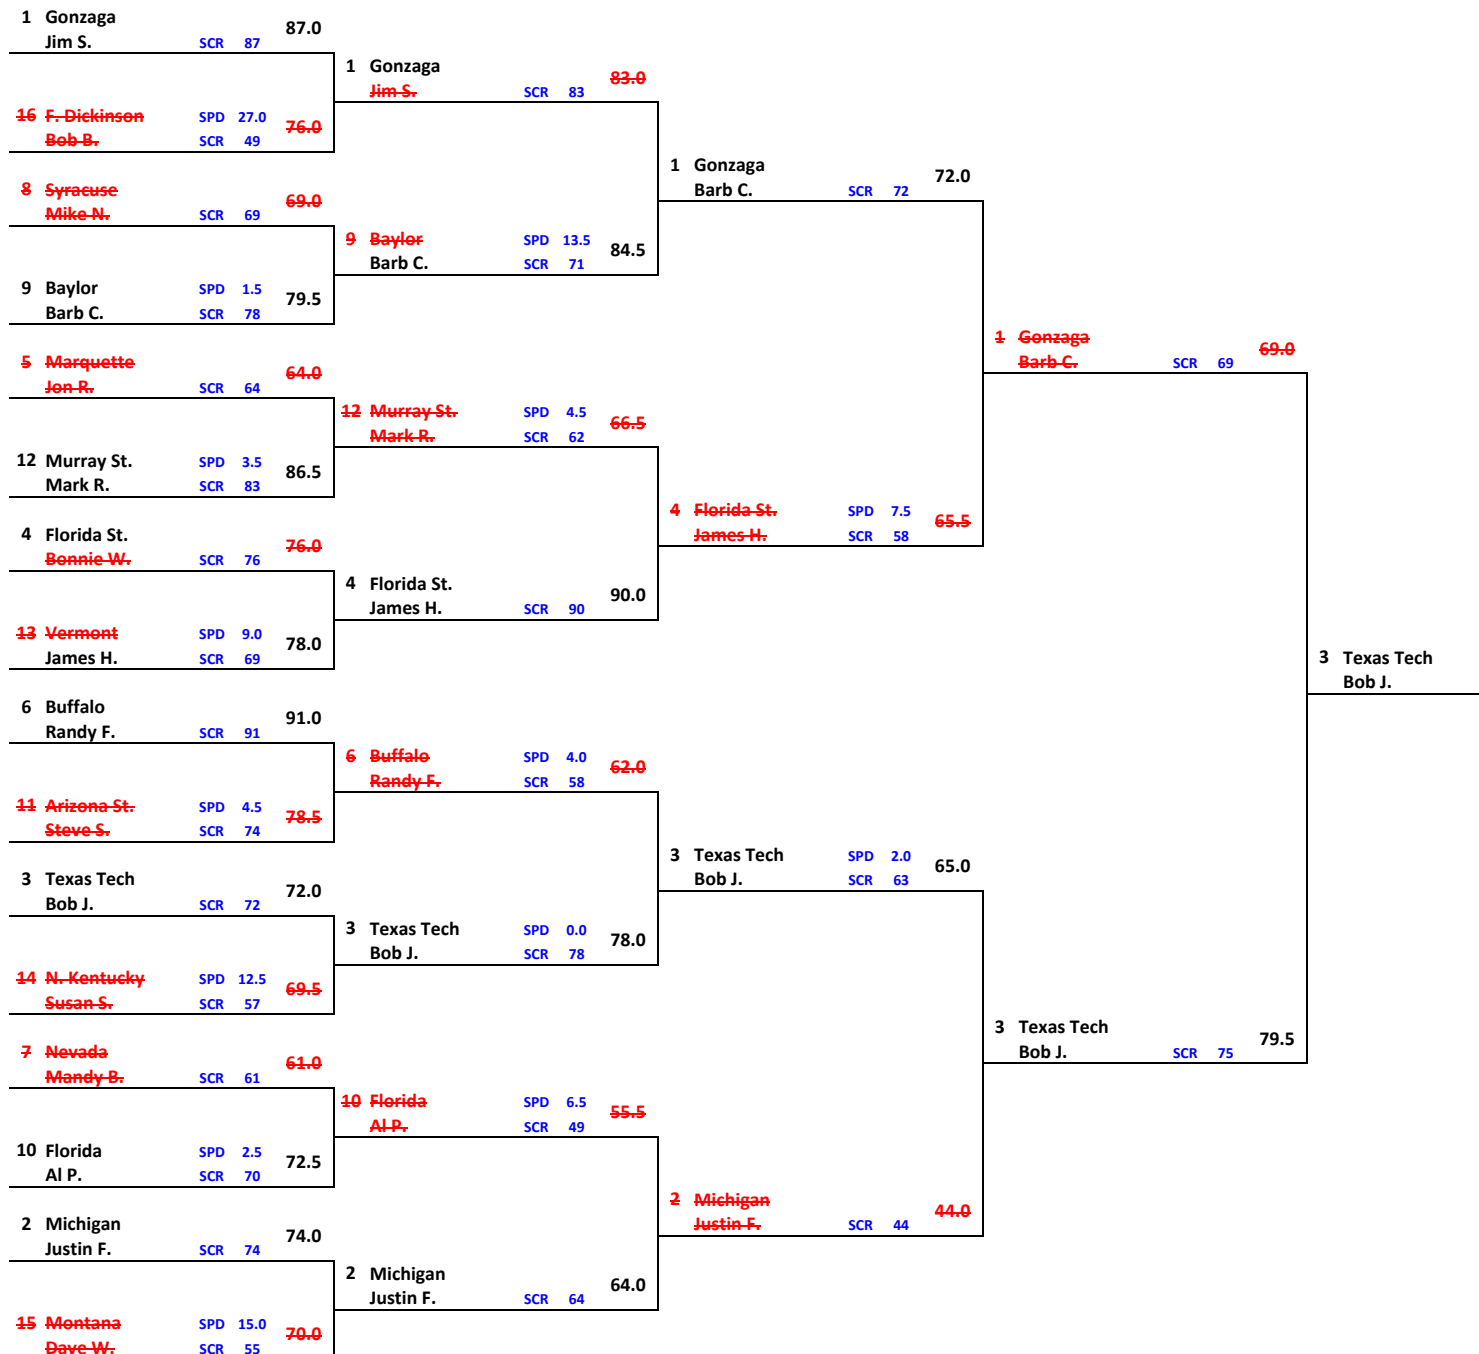 1 Gonzaga 87.0
Jim S. SCR 87
16 F. Dickinson SPD 27.0 76.0
Bob B. SCR 49
8 Syracuse 69.0
Mike N. SCR 69
9 Baylor SPD 1.5 79.5
Barb C. SCR 78
5 Marquette 64.0
Jon R. SCR 64
12 Murray St. SPD 3.5 86.5
Mark R. SCR 83
4 Florida St. 76.0
Bonnie W. SCR 76
13 Vermont SPD 9.0 78.0
James H. SCR 69
6 Buffalo 91.0
Randy F. SCR 91
11 Arizona St. SPD 4.5 78.5
Steve S. SCR 74
3 Texas Tech 72.0
Bob J. SCR 72
14 N. Kentucky SPD 12.5 69.5
Susan S. SCR 57
7 Nevada 61.0
Mandy B. SCR 61
10 Florida SPD 2.5 72.5
Al P. SCR 70
2 Michigan 74.0
Justin F. SCR 74
15 Montana SPD 15.0 70.0
Dave W. SCR 55
1 Gonzaga 83.0
Jim S. SCR 83
9 Baylor SPD 13.5 84.5
Barb C. SCR 71
12 Murray St. SPD 4.5 66.5
Mark R. SCR 62
4 Florida St. 90.0
James H. SCR 90
6 Buffalo SPD 4.0 62.0
Randy F. SCR 58
3 Texas Tech SPD 0.0 78.0
Bob J. SCR 78
10 Florida SPD 6.5 55.5
Al P. SCR 49
2 Michigan 64.0
Justin F. SCR 64
1 Gonzaga 72.0
Barb C. SCR 72
4 Florida St. SPD 7.5 65.5
James H. SCR 58
3 Texas Tech SPD 2.0 65.0
Bob J. SCR 63
2 Michigan 44.0
Justin F. SCR 44
1 Gonzaga 69.0
Barb C. SCR 69
3 Texas Tech 79.5
Bob J. SCR 75
3 Texas Tech
Bob J.